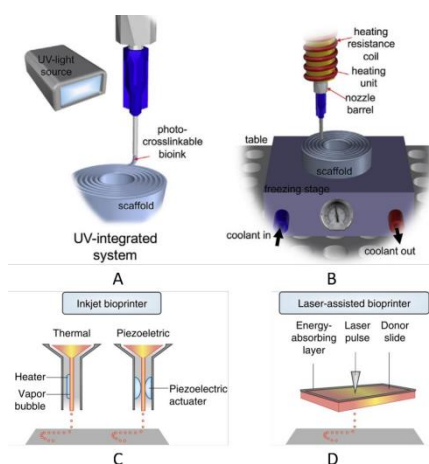 UV-light
source
photo-
crosslinkable
bioink
scaffold
UV-integrated
system
A
heating
resistance
coil
heating
unit
nozzle
barrel
table
scaffold
freezing stage
coolant in
coolant out
B
Inkjet bioprinter
Thermal
Piezoeletric
Heater
Vapor
bubble
Piezoelectric
actuater
C
Laser-assisted bioprinter
Energy-
absorbing
layer
Laser
pulse
Donor
slide
D